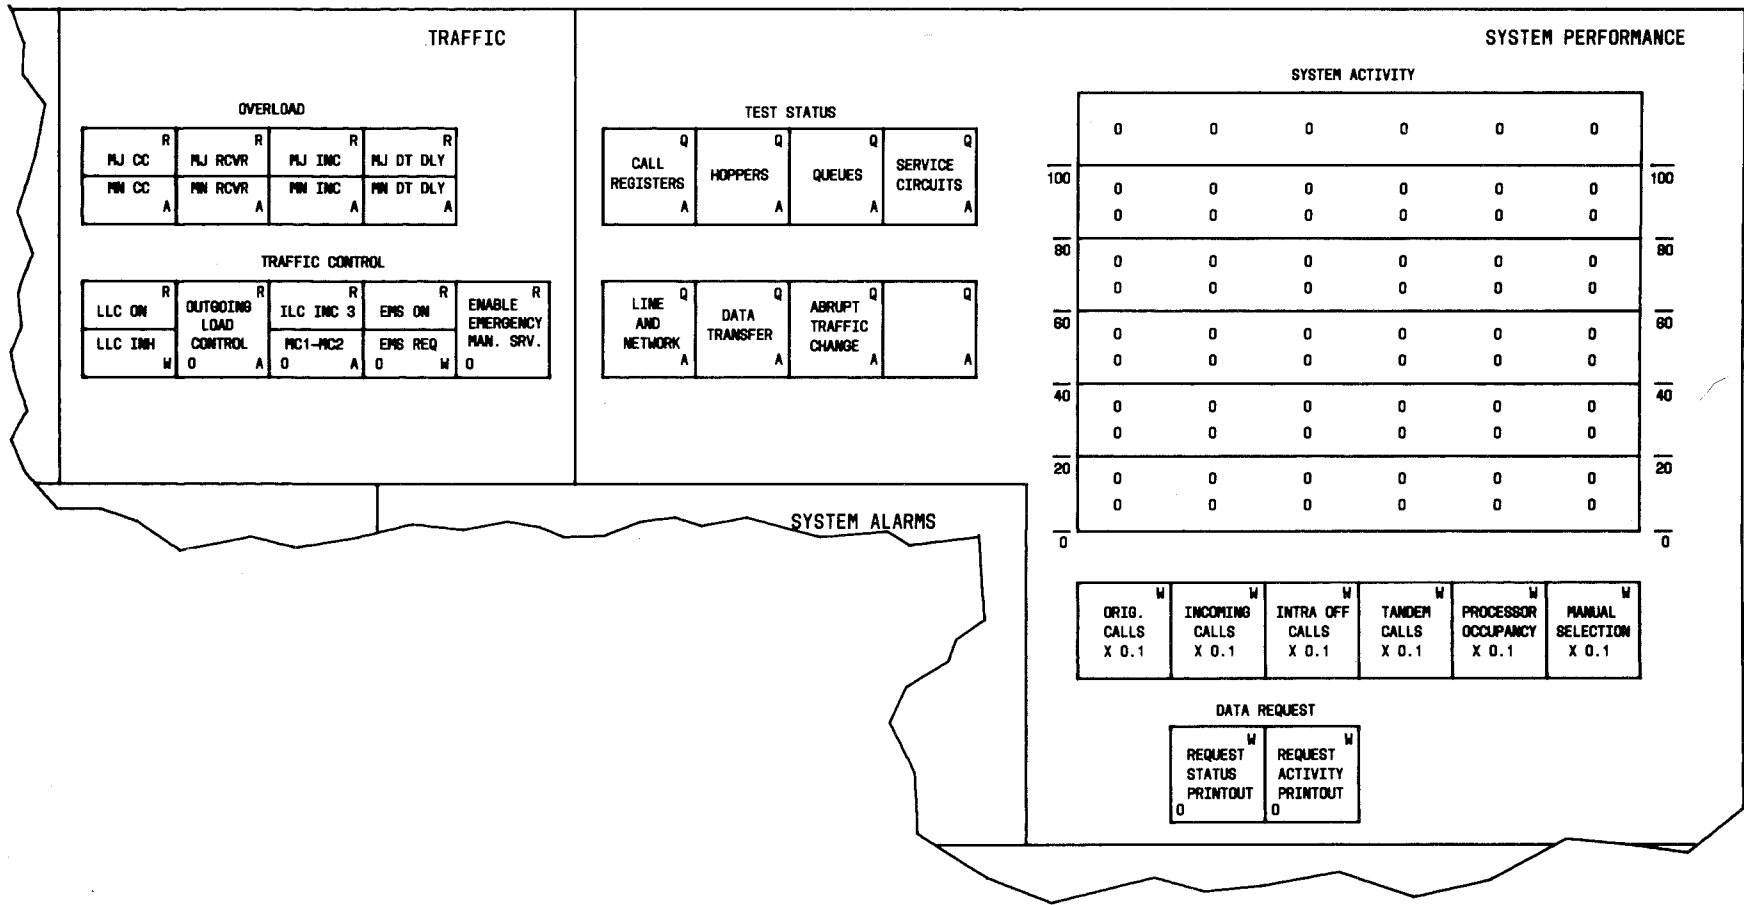 TRAFFIC
OVERLOAD
R R R R
MJ CC MJ RCVR MJ INC MJ DT DLY
MN CC MN RCVR MN INC MN DT DLY
A A A A
TRAFFIC CONTROL
R R R R R
LLC ON
LLC INH
W
OUTGOING
LOAD
CONTROL
O A
ILC INC 3
MC1-MC2
O A
EMS ON
EMS REQ
O W
ENABLE
EMERGENCY
MAN. SRV.
O
SYSTEM PERFORMANCE
TEST STATUS
Q Q Q Q
CALL
REGISTERS
A
HOPPERS
A
QUEUES
A
SERVICE
CIRCUITS
A
LINE Q
AND
NETWORK
A
Q
DATA
TRANSFER
A
ABRUPT Q
TRAFFIC
CHANGE
A
Q
A
SYSTEM ACTIVITY
0 0 0 0 0 0
100 100
0 0 0 0 0 0
0 0 0 0 0 0
80 80
0 0 0 0 0 0
0 0 0 0 0 0
60 60
0 0 0 0 0 0
0 0 0 0 0 0
40 40
0 0 0 0 0 0
0 0 0 0 0 0
20 20
0 0 0 0 0 0
0 0 0 0 0 0
0 0
W W W W W W
ORIG.
CALLS
X 0.1
INCOMING
CALLS
X 0.1
INTRA OFF
CALLS
X 0.1
TANDEM
CALLS
X 0.1
PROCESSOR
OCCUPANCY
X 0.1
MANUAL
SELECTION
X 0.1
DATA REQUEST
W W
REQUEST
STATUS
PRINTOUT
O
REQUEST
ACTIVITY
PRINTOUT
O
SYSTEM ALARMS